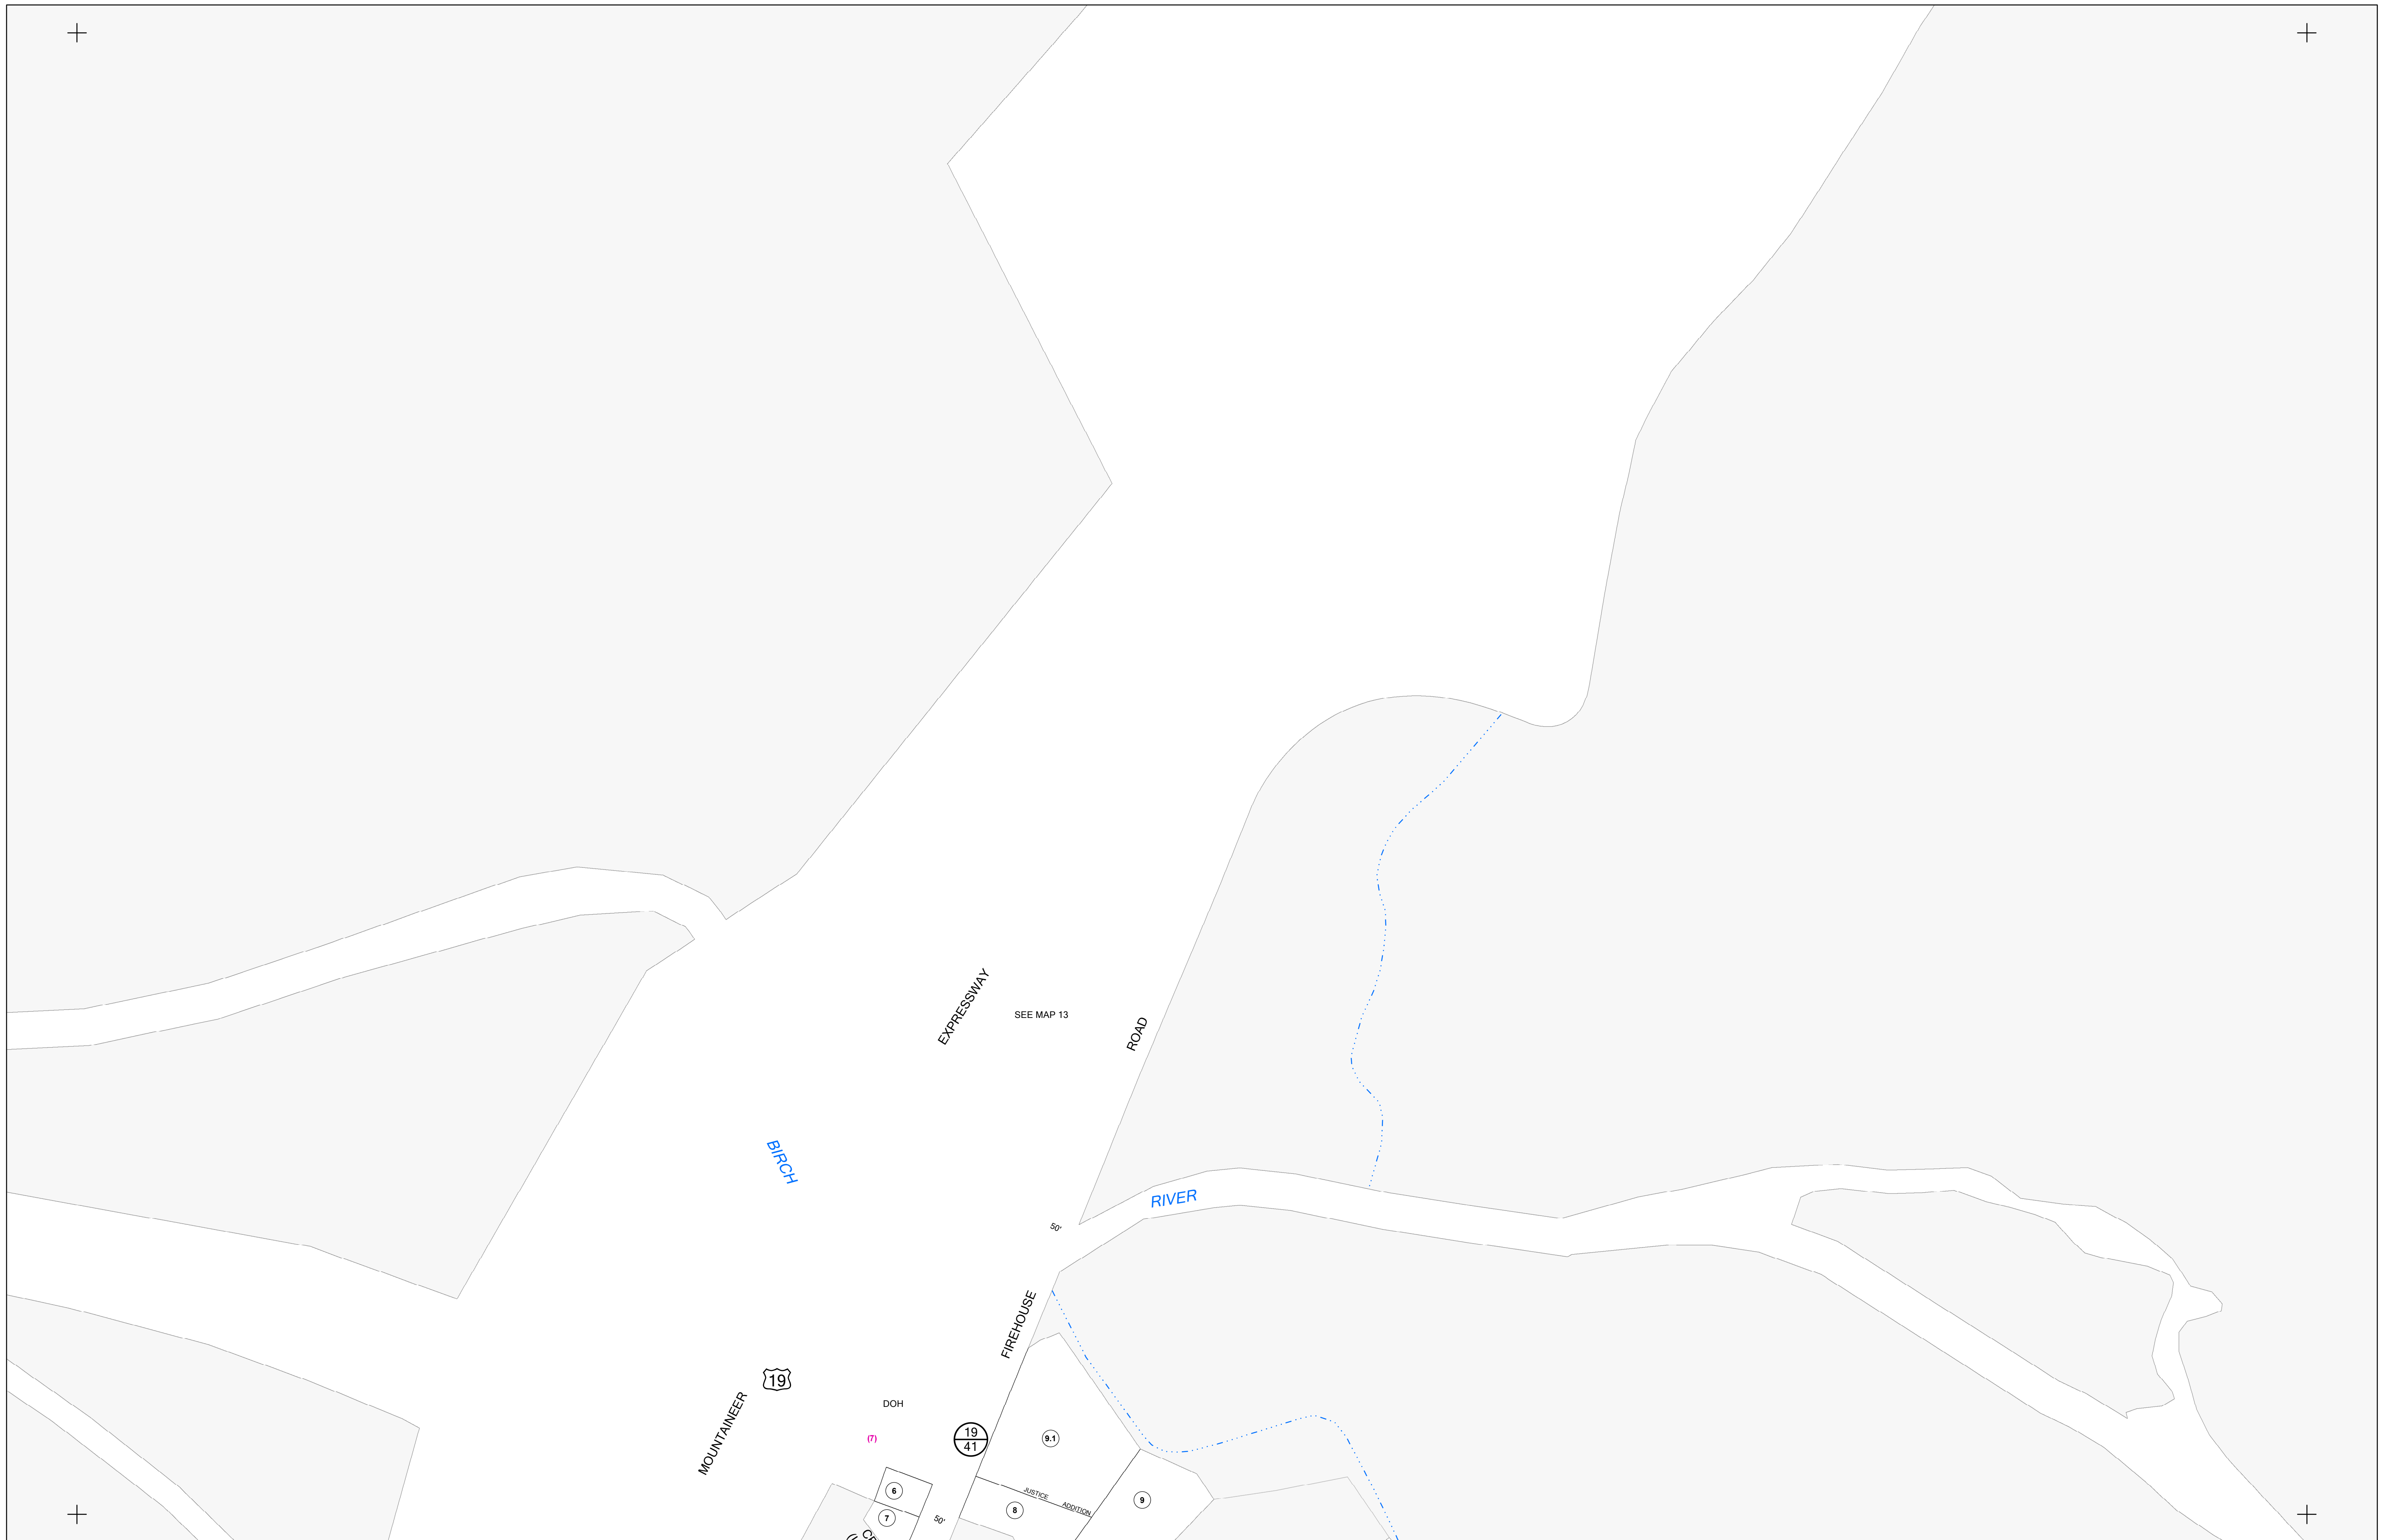 EXPRESSWAY
SEE MAP 13
ROAD
BIRCH
RIVER
50'
FIREHOUSE
19
MOUNTAINEER
DOH
(7)
19
41
9.1
6
7
50'
JUSTICE ADDITION
8
9